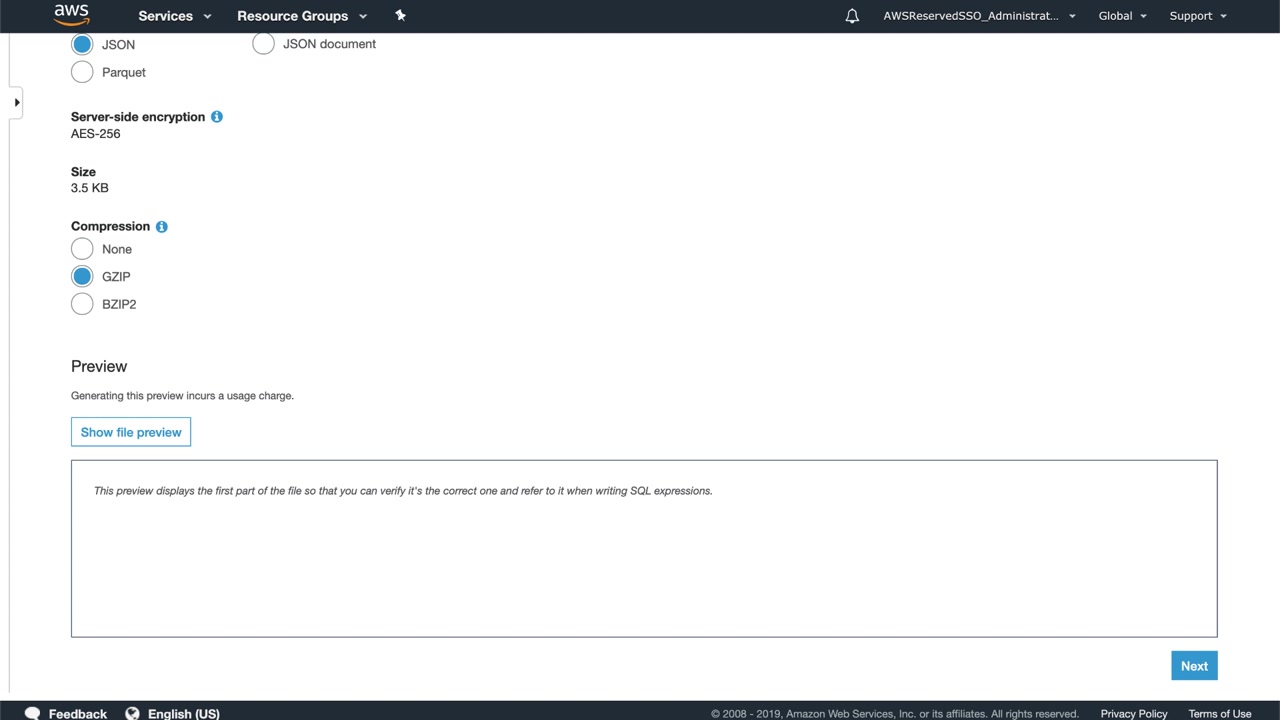 aws Services Resource Groups AWSReservedSSO_Administrat... Global Support
JSON JSON document
Parquet
Server-side encryption
AES-256
Size
3.5 KB
Compression
None
GZIP
BZIP2
Preview
Generating this preview incurs a usage charge.
Show file preview
This preview displays the first part of the file so that you can verify it's the correct one and refer to it when writing SQL expressions.
Next
Feedback English (US) © 2008 - 2019, Amazon Web Services, Inc. or its affiliates. All rights reserved. Privacy Policy Terms of Use